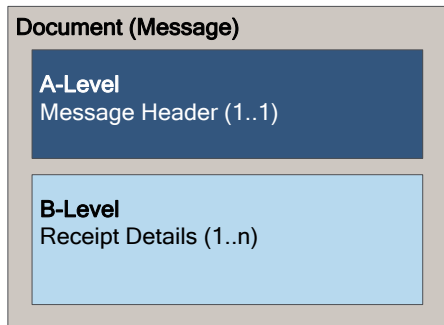 Document (Message)
A-Level
Message Header (1..1)
B-Level
Receipt Details (1..n)